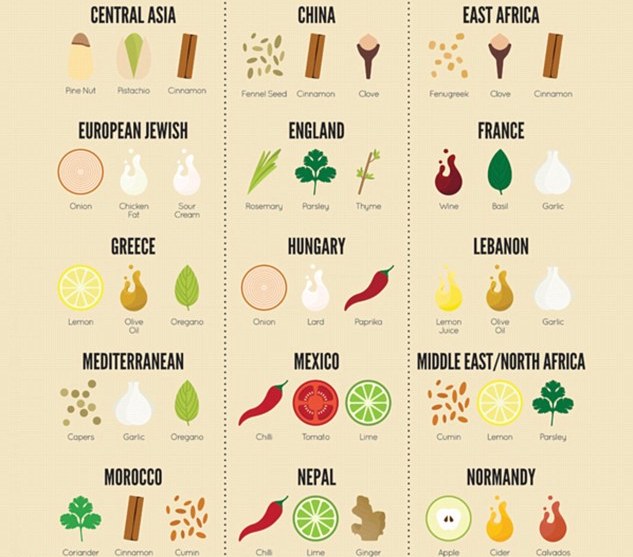 CENTRAL ASIA
Pine Nut
Pistachio
Cinnamon
CHINA
Fennel Seed
Cinnamon
Clove
EAST AFRICA
Fenugreek
Clove
Cinnamon
EUROPEAN JEWISH
Onion
Chicken
Fat
Sour
Cream
ENGLAND
Rosemary
Parsley
Thyme
FRANCE
Wine
Basil
Garlic
GREECE
Lemon
Olive
Oil
Oregano
HUNGARY
Onion
Lard
Paprika
LEBANON
Lemon
Juice
Olive
Oil
Garlic
MEDITERRANEAN
Capers
Garlic
Oregano
MEXICO
Chilli
Tomato
Lime
MIDDLE EAST/NORTH AFRICA
Cumin
Lemon
Parsley
MOROCCO
Coriander
Cinnamon
Cumin
NEPAL
Chilli
Lime
Ginger
NORMANDY
Apple
Cider
Calvados